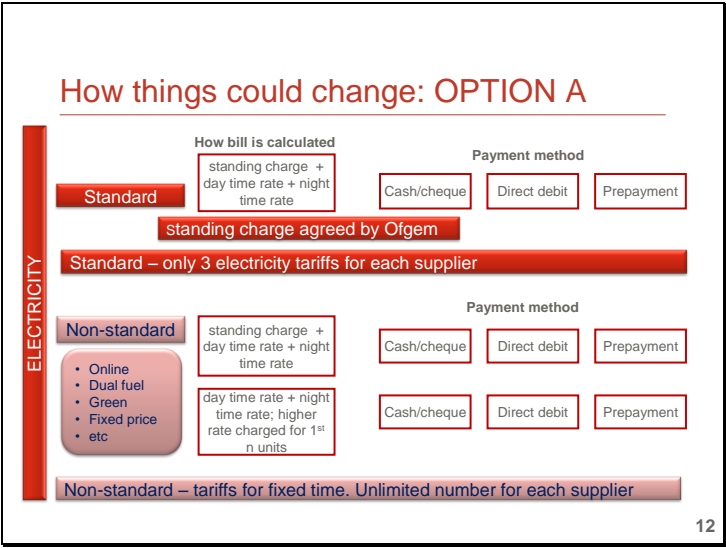 How things could change: OPTION A
ELECTRICITY
How bill is calculated
Payment method
Standard
standing charge +
day time rate + night
time rate
Cash/cheque
Direct debit
Prepayment
standing charge agreed by Ofgem
Standard – only 3 electricity tariffs for each supplier
Payment method
Non-standard
• Online
• Dual fuel
• Green
• Fixed price
• etc
standing charge +
day time rate + night
time rate
Cash/cheque
Direct debit
Prepayment
day time rate + night
time rate; higher
rate charged for 1st
n units
Cash/cheque
Direct debit
Prepayment
Non-standard – tariffs for fixed time. Unlimited number for each supplier
12